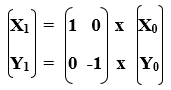 X₁ = 1 0 x X₀
Y₁ = 0 -1 x Y₀